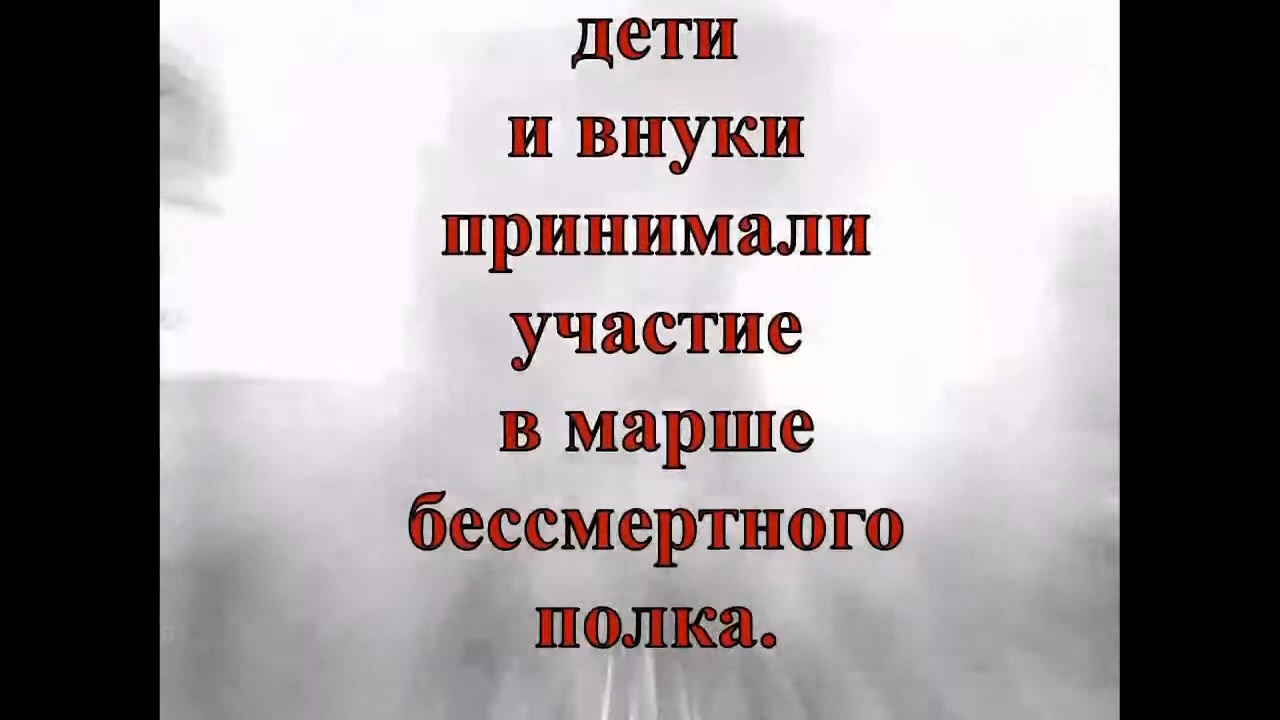 дети
и внуки
принимали
участие
в марше
бессмертного
полка.